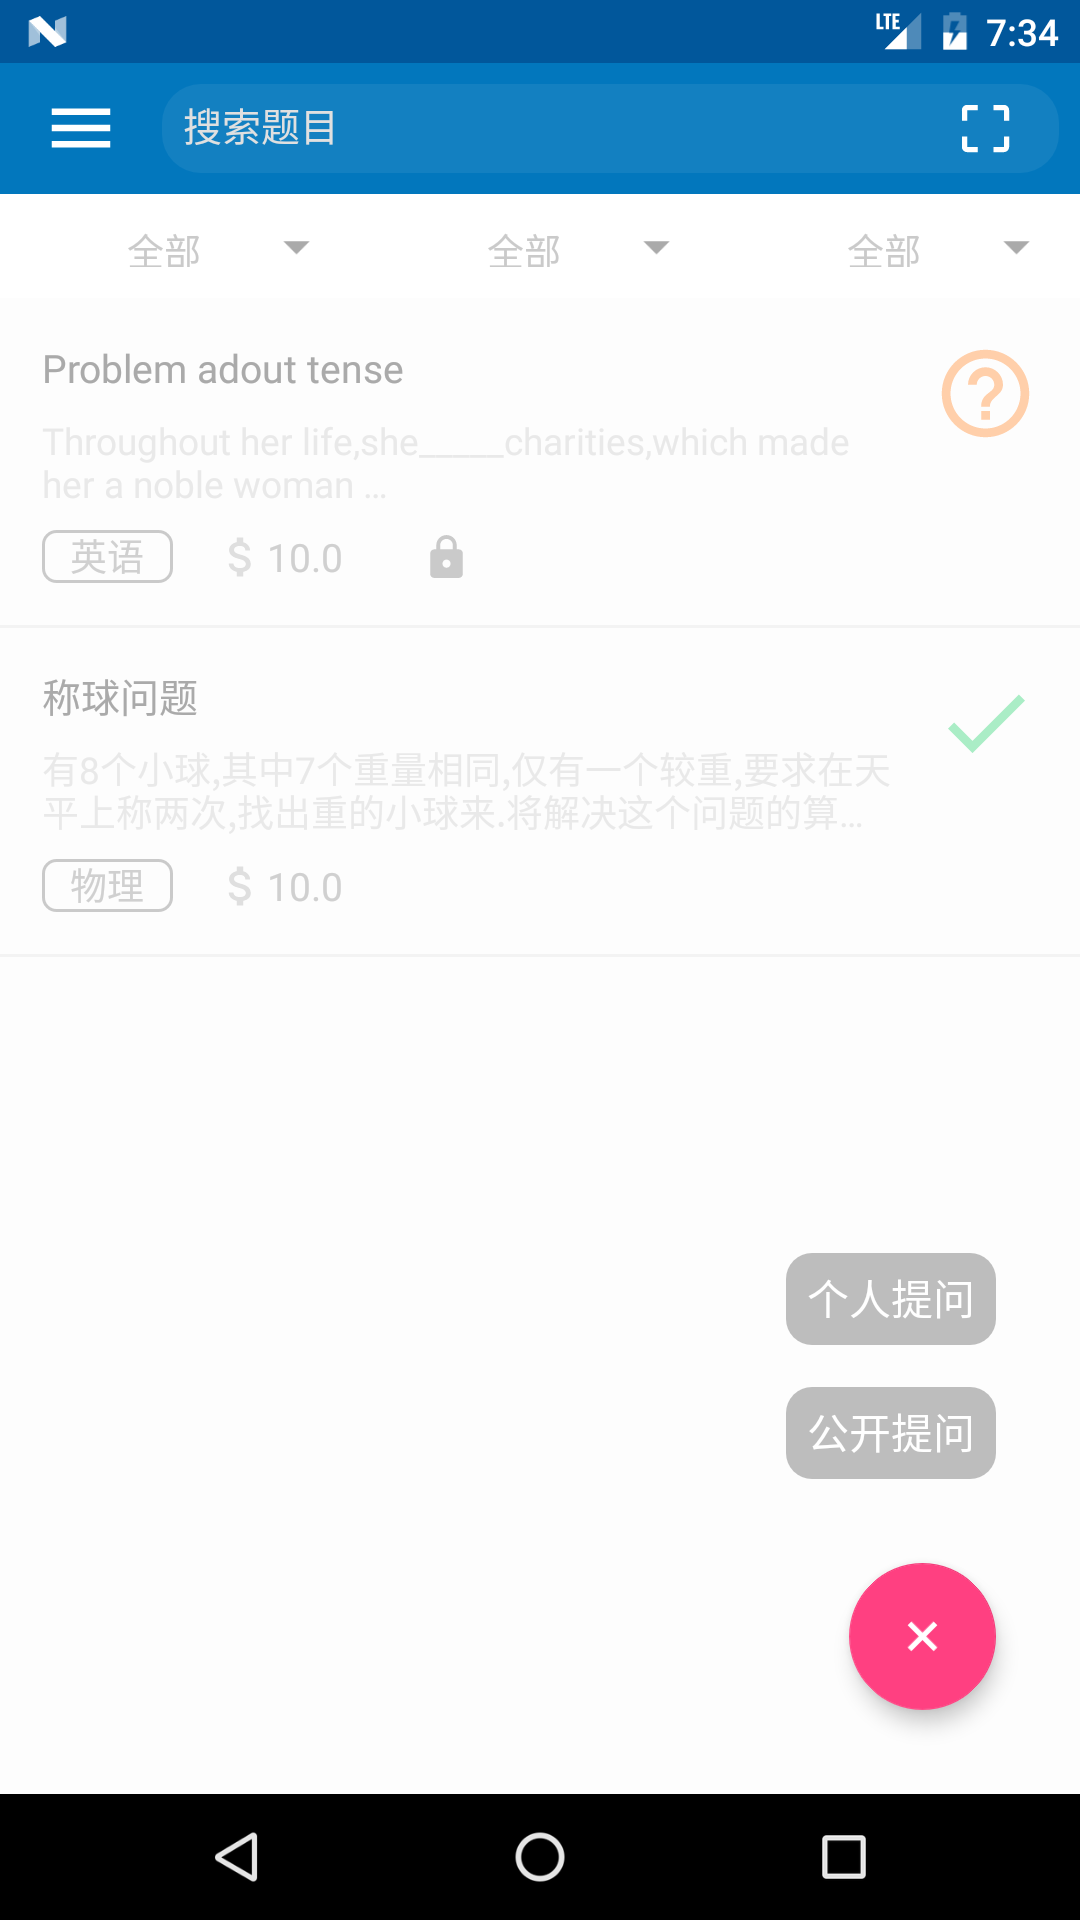 LTE 7:34
搜索题目
全部 全部 全部
Problem adout tense
Throughout her life,she_____charities,which made
her a noble woman ...
英语 $ 10.0
称球问题
有8个小球,其中7个重量相同,仅有一个较重,要求在天
平上称两次,找出重的小球来.将解决这个问题的算...
物理 $ 10.0
个人提问
公开提问